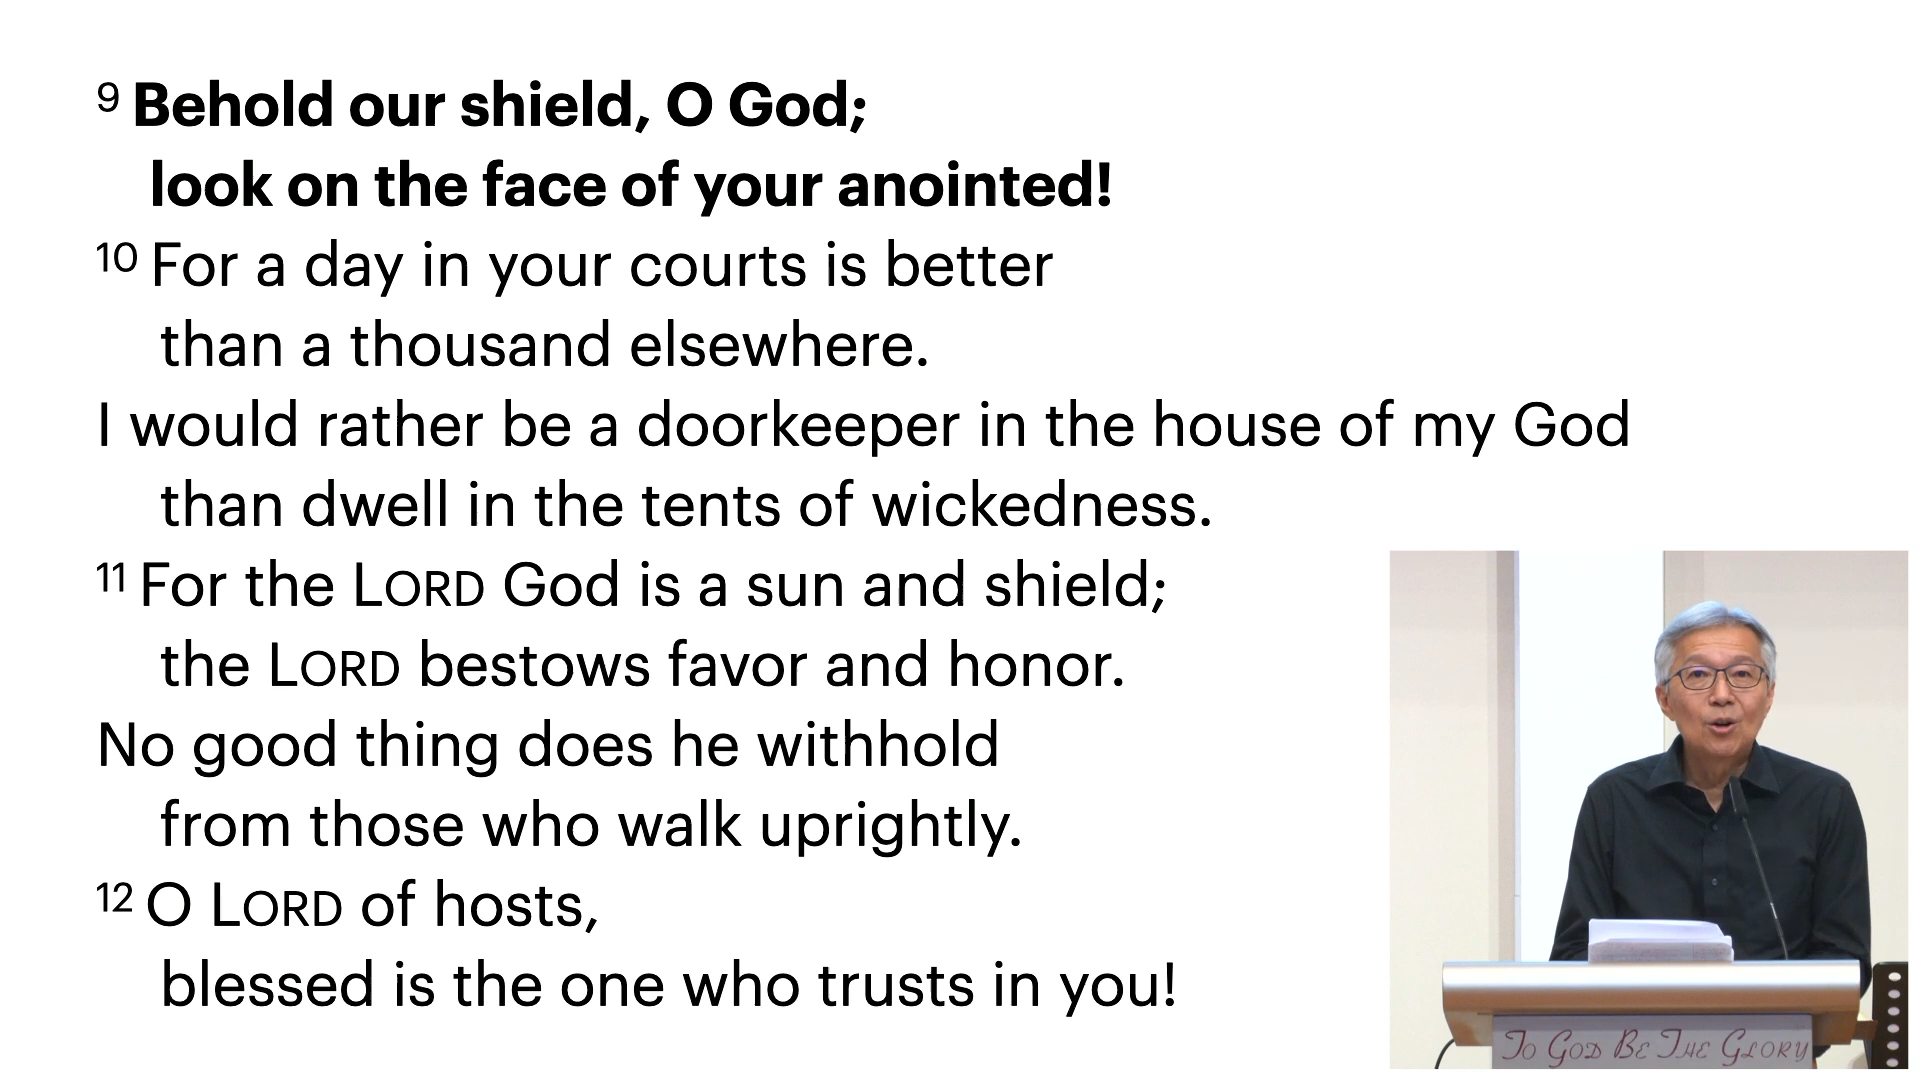 9 Behold our shield, O God;
look on the face of your anointed!
10 For a day in your courts is better
than a thousand elsewhere.
I would rather be a doorkeeper in the house of my God
than dwell in the tents of wickedness.
11 For the LORD God is a sun and shield;
the LORD bestows favor and honor.
No good thing does he withhold
from those who walk uprightly.
12 O LORD of hosts,
blessed is the one who trusts in you!
To God Be The Glory